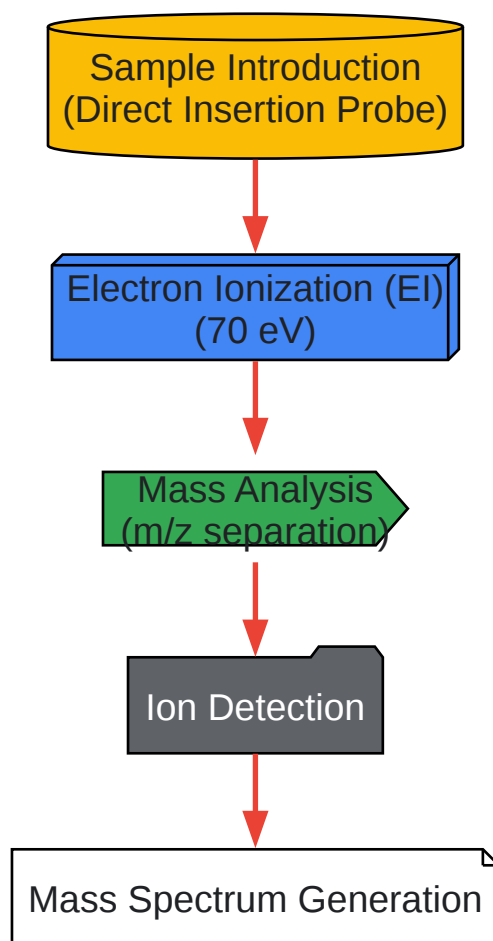 Sample Introduction
(Direct Insertion Probe)
Electron Ionization (EI)
(70 eV)
Mass Analysis
(m/z separation)
Ion Detection
Mass Spectrum Generation